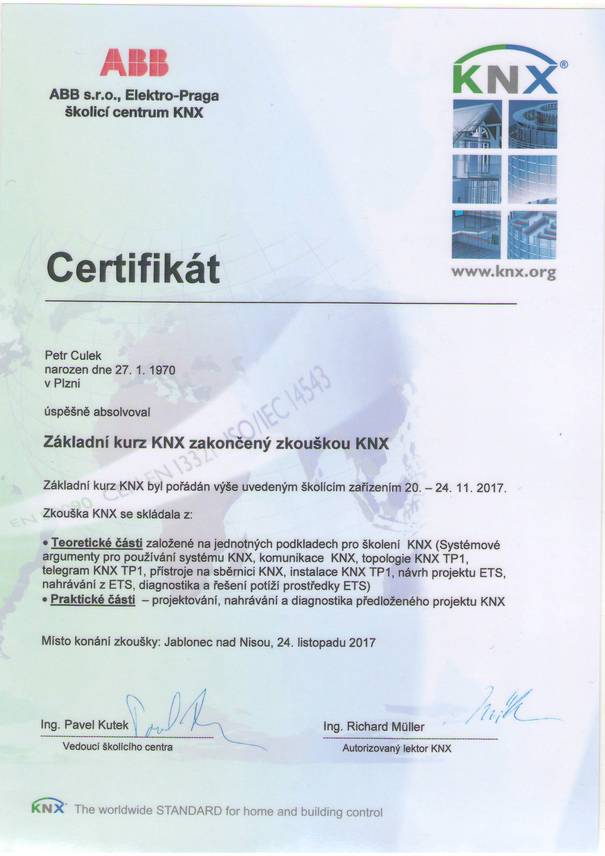 ABB
ABB s.r.o., Elektro-Praga
školicí centrum KNX
KNX®
www.knx.org
Certifikát
Petr Culek
narozen dne 27. 1. 1970
v Plzni
úspěšně absolvoval
Základní kurz KNX zakončený zkouškou KNX
Základní kurz KNX byl pořádán výše uvedeným školícím zařízením 20. – 24. 11. 2017.
Zkouška KNX se skládala z:
• Teoretické části založené na jednotných podkladech pro školení KNX (Systémové
argumenty pro používání systému KNX, komunikace KNX, topologie KNX TP1,
telegram KNX TP1, přístroje na sběrnici KNX, instalace KNX TP1, návrh projektu ETS,
nahrávání z ETS, diagnostika a řešení potíží prostředky ETS)
• Praktické části – projektování, nahrávání a diagnostika předloženého projektu KNX
Místo konání zkoušky: Jablonec nad Nisou, 24. listopadu 2017
Ing. Pavel Kutek
Vedoucí školícího centra
Ing. Richard Müller
Autorizovaný lektor KNX
KNX The worldwide STANDARD for home and building control
ISO/IEC 14543